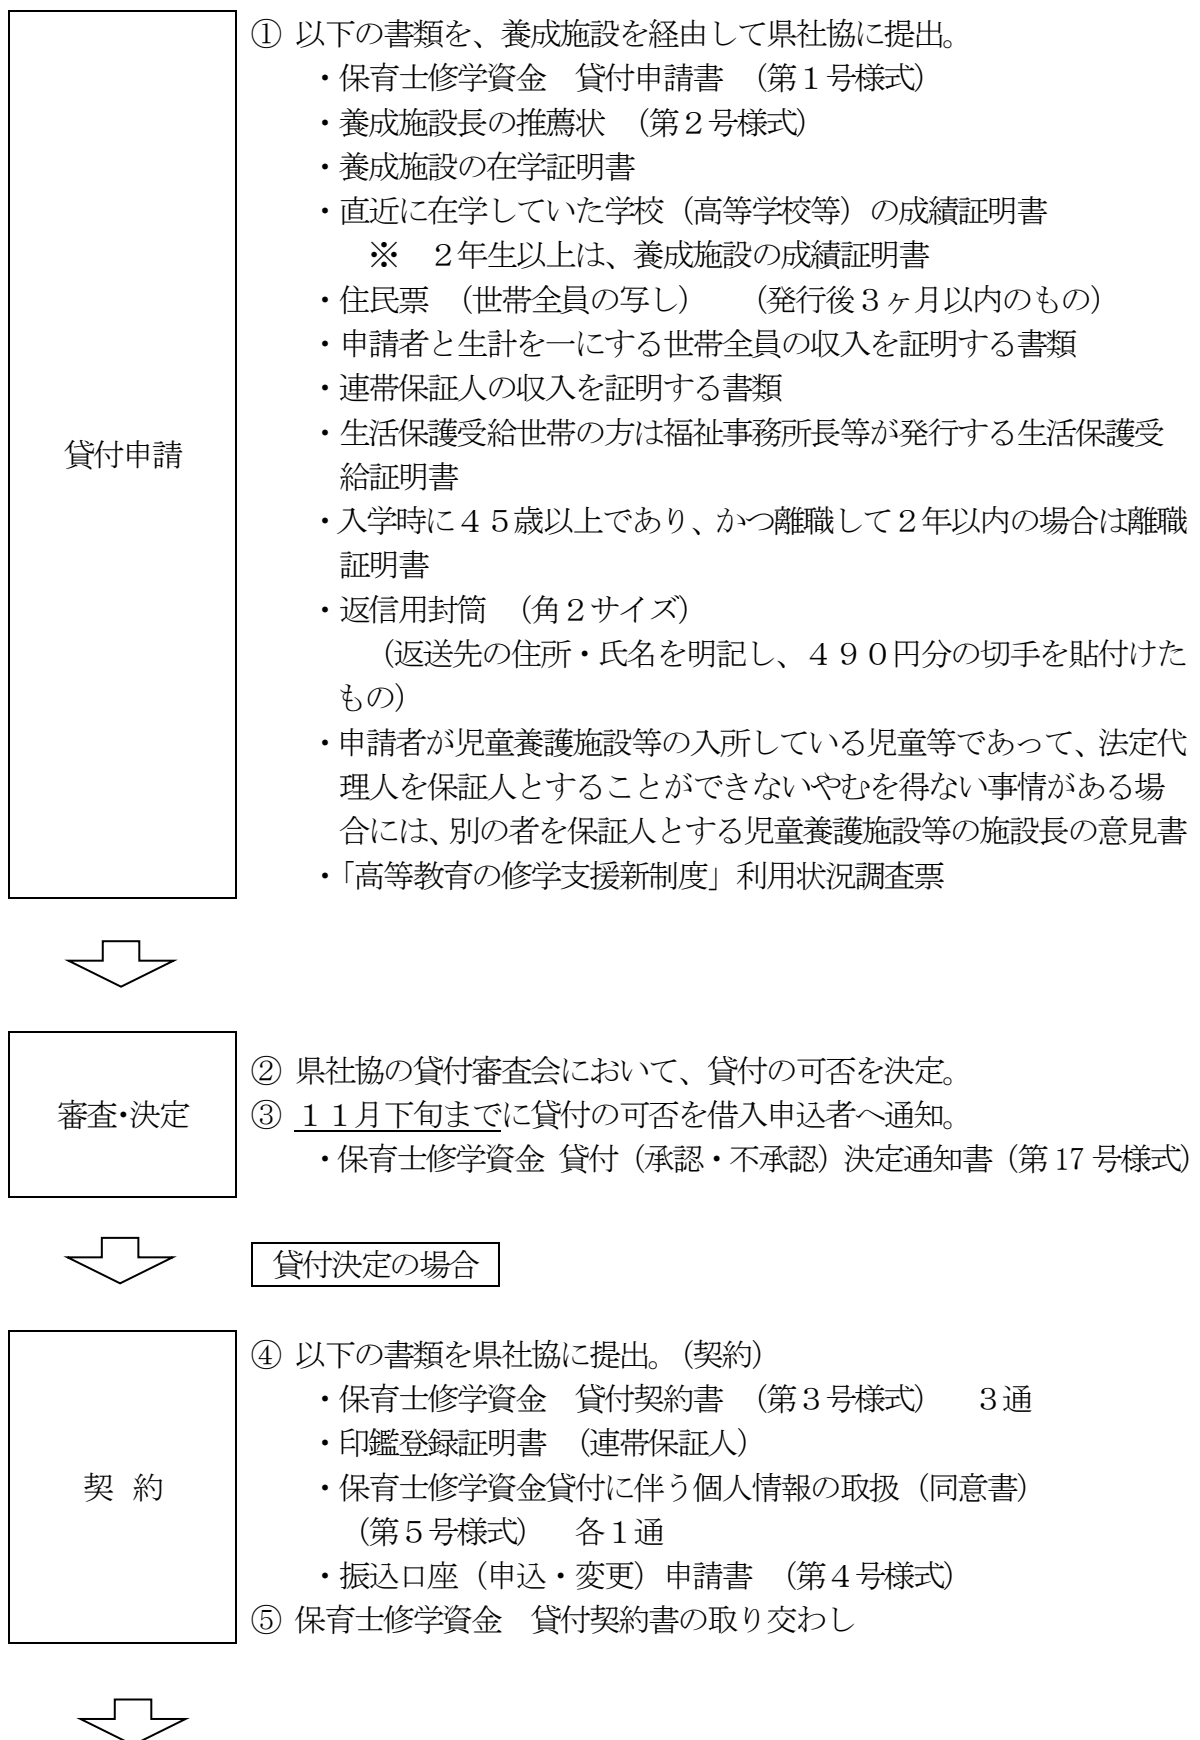 貸付申請
① 以下の書類を、養成施設を経由して県社協に提出。
・保育士修学資金　貸付申請書　（第１号様式）
・養成施設長の推薦状　（第２号様式）
・養成施設の在学証明書
・直近に在学していた学校（高等学校等）の成績証明書
※　２年生以上は、養成施設の成績証明書
・住民票　（世帯全員の写し）　　（発行後３ヶ月以内のもの）
・申請者と生計を一にする世帯全員の収入を証明する書類
・連帯保証人の収入を証明する書類
・生活保護受給世帯の方は福祉事務所長等が発行する生活保護受
給証明書
・入学時に４５歳以上であり、かつ離職して２年以内の場合は離職
証明書
・返信用封筒　（角２サイズ）
（返送先の住所・氏名を明記し、４９０円分の切手を貼付けた
もの）
・申請者が児童養護施設等の入所している児童等であって、法定代
理人を保証人とすることができないやむを得ない事情がある場
合には、別の者を保証人とする児童養護施設等の施設長の意見書
・「高等教育の修学支援新制度」利用状況調査票
審査・決定
② 県社協の貸付審査会において、貸付の可否を決定。
③ １１月下旬までに貸付の可否を借入申込者へ通知。
・保育士修学資金 貸付（承認・不承認）決定通知書（第 17 号様式）
貸付決定の場合
契 約
④ 以下の書類を県社協に提出。（契約）
・保育士修学資金　貸付契約書　（第３号様式）　　３通
・印鑑登録証明書　（連帯保証人）
・保育士修学資金貸付に伴う個人情報の取扱（同意書）
（第５号様式）　　各１通
・振込口座（申込・変更）申請書　（第４号様式）
⑤ 保育士修学資金　貸付契約書の取り交わし